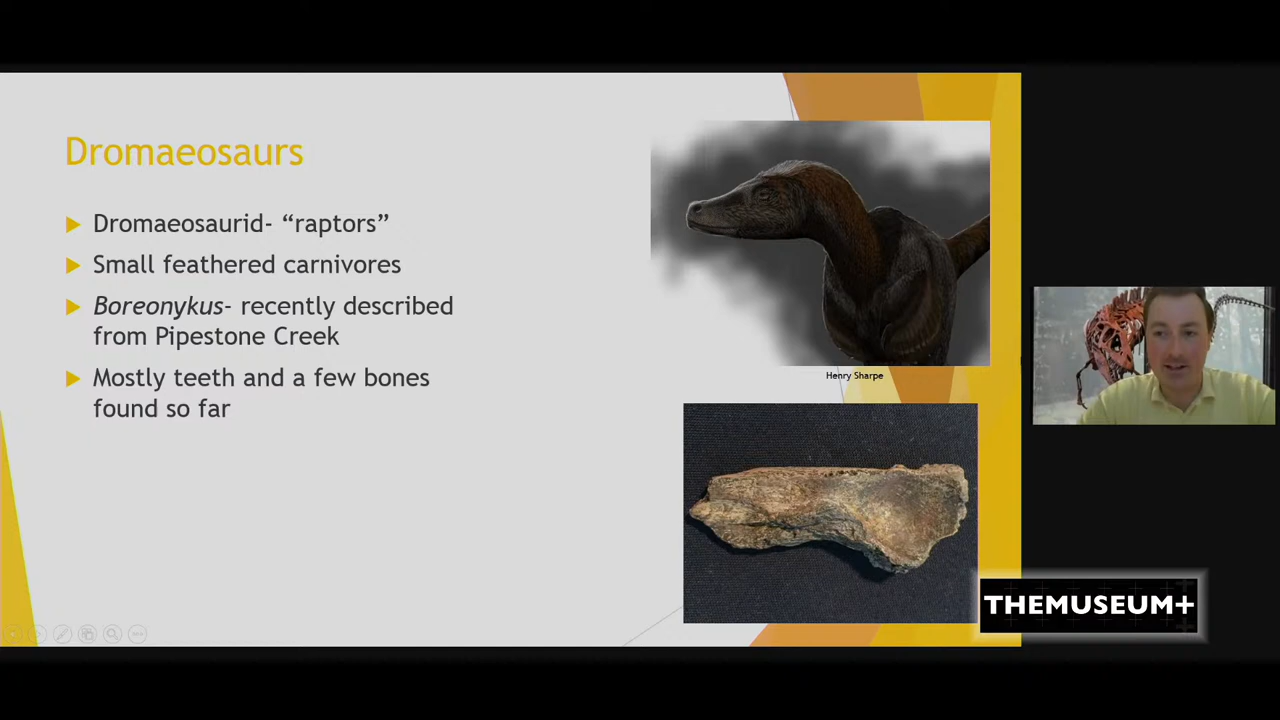 Dromaeosaurs
Dromaeosaurid- “raptors”
Small feathered carnivores
Boreonykus- recently described
from Pipestone Creek
Mostly teeth and a few bones
found so far
Henry Sharpe
THEMUSEUM+